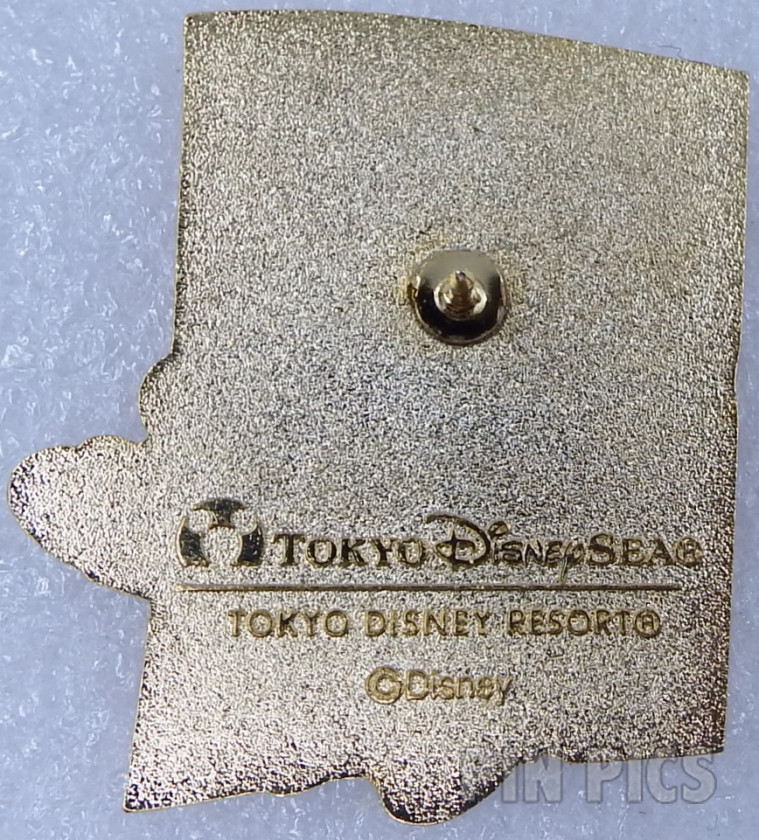 TOKYO DISNEYSEA®
TOKYO DISNEY RESORT®
©Disney
PIN PICS